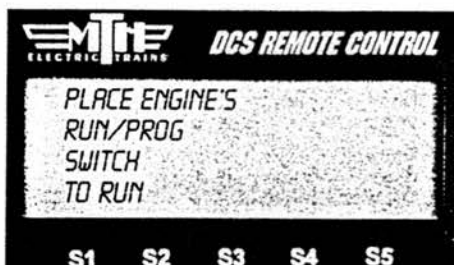 MTH
ELECTRIC TRAINS
DCS REMOTE CONTROL
PLACE ENGINE'S
RUN/PROG
SWITCH
TO RUN
S1 S2 S3 S4 S5